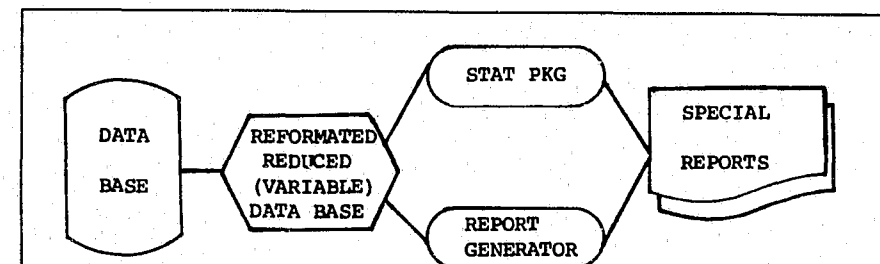 DATA
BASE
REFORMATED
REDUCED
(VARIABLE)
DATA BASE
STAT PKG
REPORT
GENERATOR
SPECIAL
REPORTS